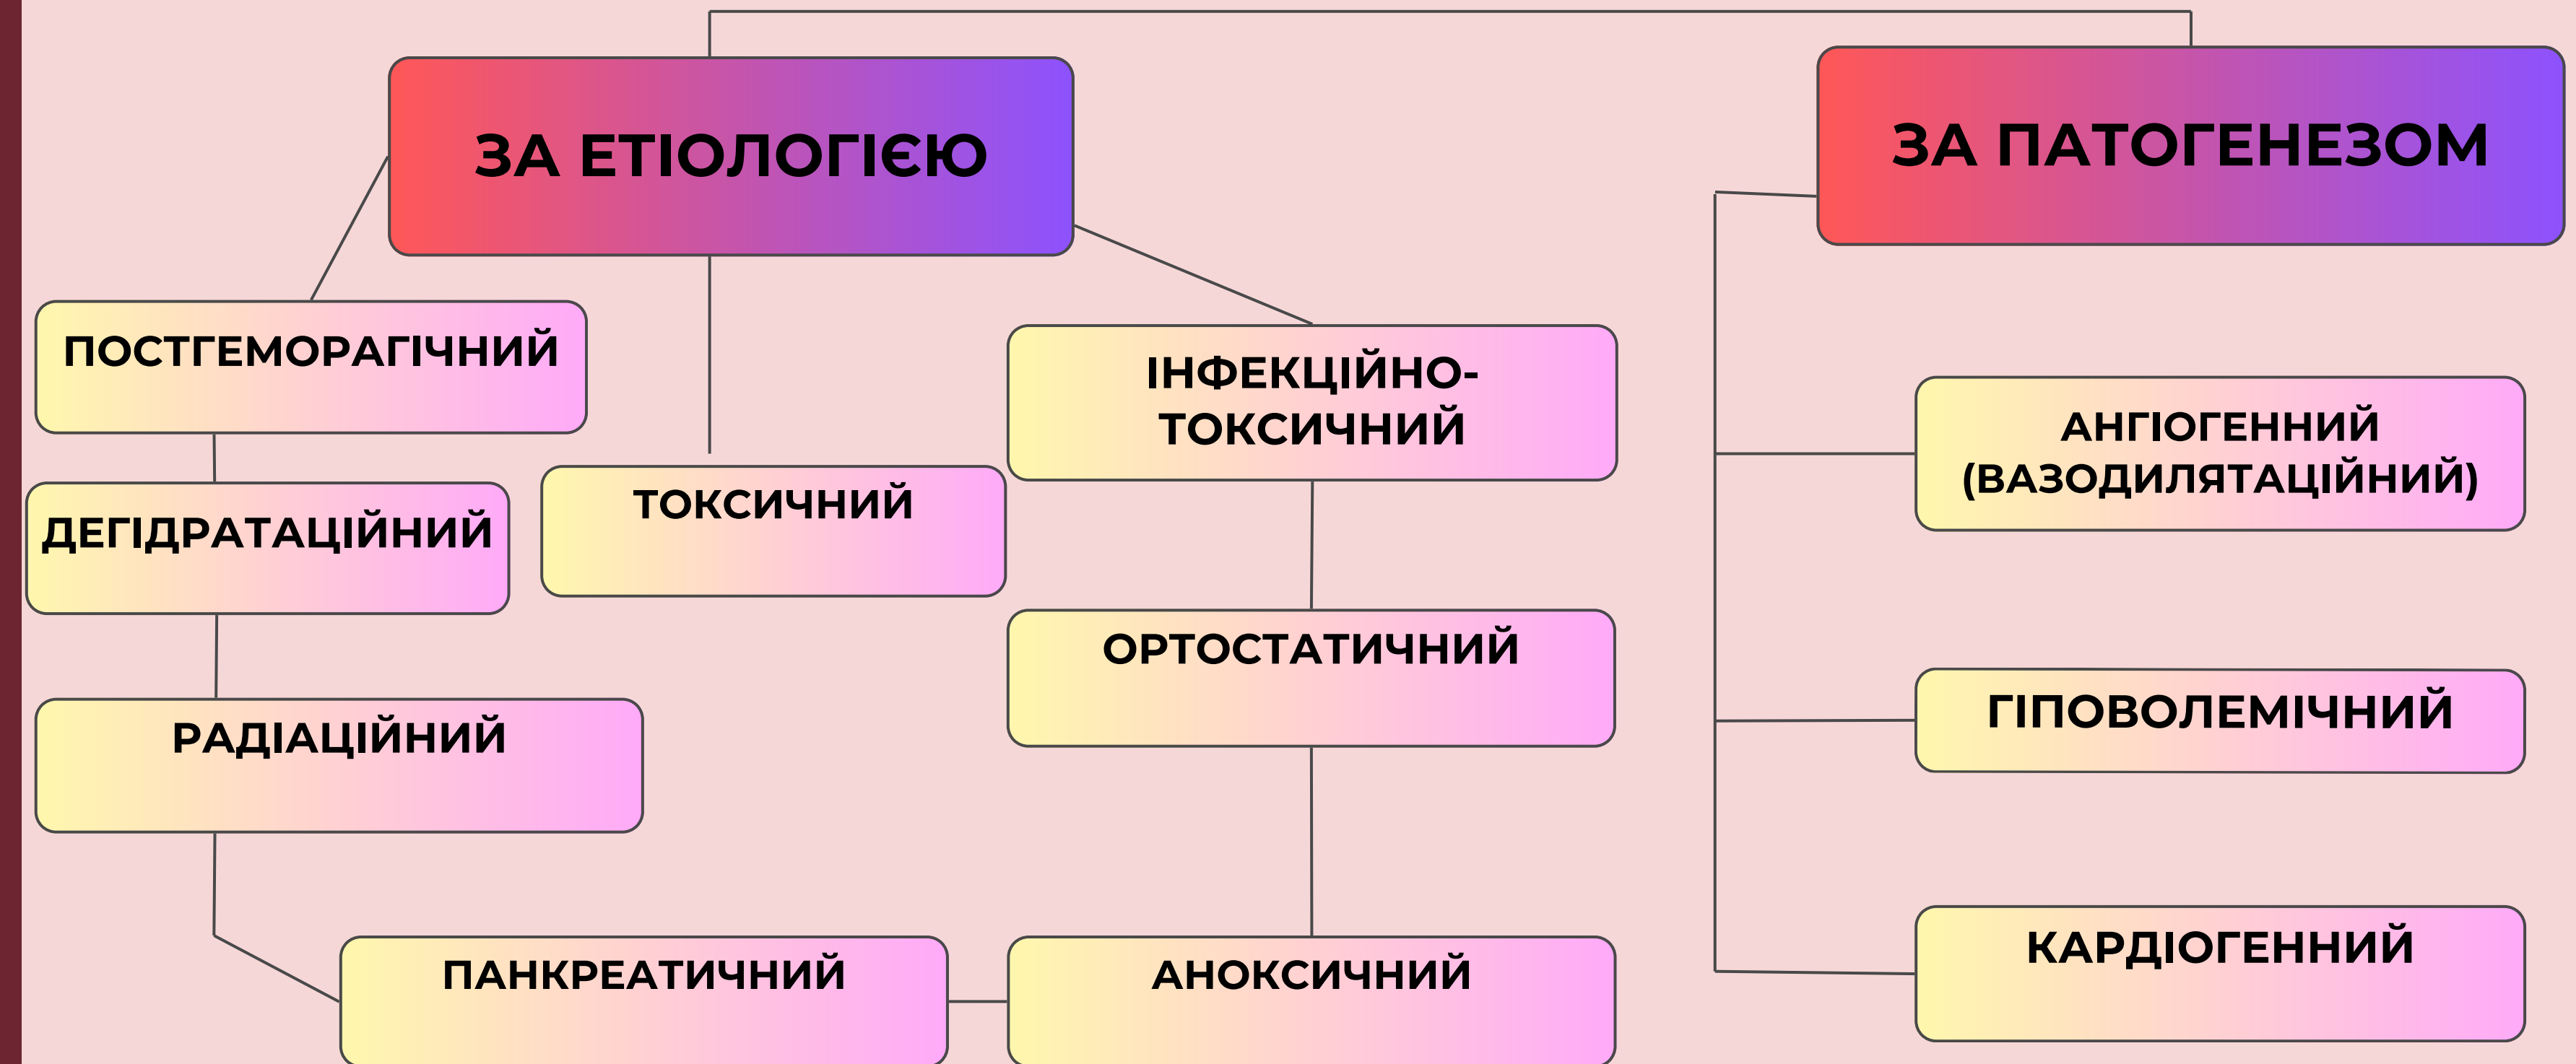 ЗА ЕТІОЛОГІЄЮ
ЗА ПАТОГЕНЕЗОМ
ПОСТГЕМОРАГІЧНИЙ
ДЕГІДРАТАЦІЙНИЙ
РАДІАЦІЙНИЙ
ПАНКРЕАТИЧНИЙ
ТОКСИЧНИЙ
ІНФЕКЦІЙНО-
ТОКСИЧНИЙ
ОРТОСТАТИЧНИЙ
АНОКСИЧНИЙ
АНГІОГЕННИЙ
(ВАЗОДИЛЯТАЦІЙНИЙ)
ГІПОВОЛЕМІЧНИЙ
КАРДІОГЕННИЙ